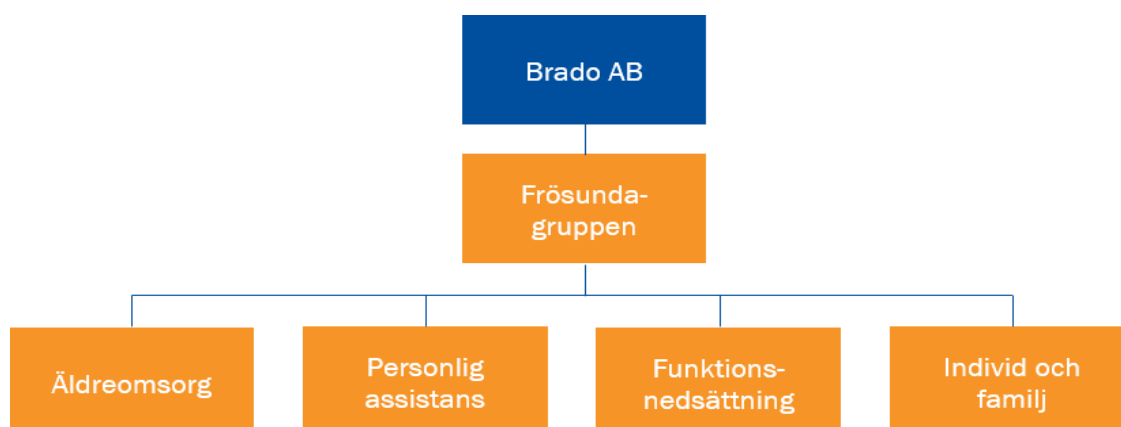 Brado AB
Frösunda-
gruppen
Äldreomsorg
Personlig
assistans
Funktions-
nedsättning
Individ och
familj